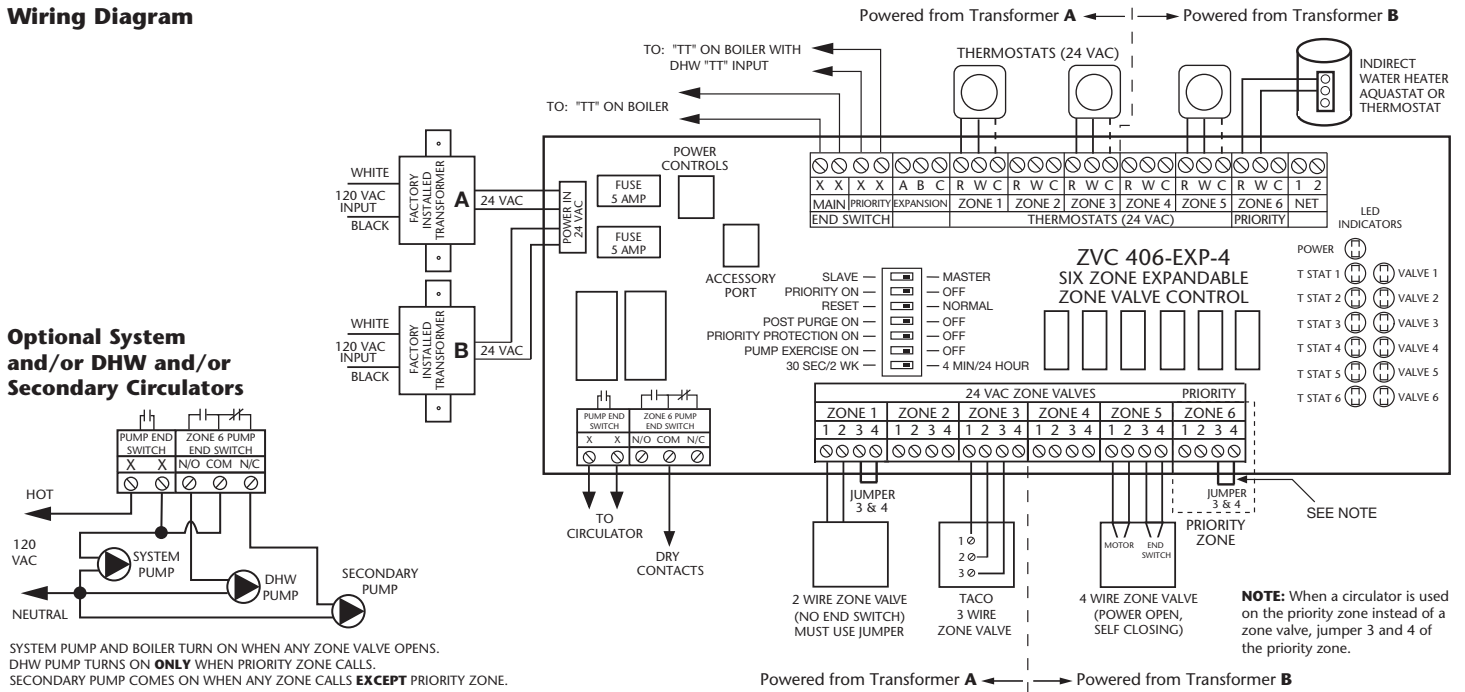 Wiring Diagram
Powered from Transformer A
Powered from Transformer B
TO: "TT" ON BOILER WITH
DHW "TT" INPUT
THERMOSTATS (24 VAC)
INDIRECT
WATER HEATER
AQUASTAT OR
THERMOSTAT
TO: "TT" ON BOILER
WHITE
120 VAC
INPUT
BLACK
FACTORY
INSTALLED
TRANSFORMER
A
24 VAC
POWER IN
24 VAC
FUSE
5 AMP
FUSE
5 AMP
POWER
CONTROLS
ACCESSORY
PORT
X X X X A B C R W C R W C R W C R W C R W C R W C 1 2
MAIN PRIORITY EXPANSION ZONE 1 ZONE 2 ZONE 3 ZONE 4 ZONE 5 ZONE 6 NET
END SWITCH THERMOSTATS (24 VAC) PRIORITY
LED
INDICATORS
POWER
T STAT 1 VALVE 1
T STAT 2 VALVE 2
T STAT 3 VALVE 3
T STAT 4 VALVE 4
T STAT 5 VALVE 5
T STAT 6 VALVE 6
ZVC 406-EXP-4
SIX ZONE EXPANDABLE
ZONE VALVE CONTROL
SLAVE — — MASTER
PRIORITY ON — — OFF
RESET — — NORMAL
POST PURGE ON — — OFF
PRIORITY PROTECTION ON — — OFF
PUMP EXERCISE ON — — OFF
30 SEC/2 WK — — 4 MIN/24 HOUR
WHITE
120 VAC
INPUT
BLACK
FACTORY
INSTALLED
TRANSFORMER
B
24 VAC
Optional System
and/or DHW and/or
Secondary Circulators
PUMP END
SWITCH
X X
ZONE 6 PUMP
END SWITCH
N/O COM N/C
HOT
120
VAC
NEUTRAL
SYSTEM
PUMP
DHW
PUMP
SECONDARY
PUMP
PUMP END
SWITCH
X X
ZONE 6 PUMP
END SWITCH
N/O COM N/C
TO
CIRCULATOR
DRY
CONTACTS
24 VAC ZONE VALVES PRIORITY
ZONE 1 ZONE 2 ZONE 3 ZONE 4 ZONE 5 ZONE 6
1 2 3 4 1 2 3 4 1 2 3 4 1 2 3 4 1 2 3 4 1 2 3 4
JUMPER
3 & 4
2 WIRE ZONE VALVE
(NO END SWITCH)
MUST USE JUMPER
1
2
3
TACO
3 WIRE
ZONE VALVE
MOTOR
END
SWITCH
4 WIRE ZONE VALVE
(POWER OPEN,
SELF CLOSING)
JUMPER
3 & 4
PRIORITY
ZONE
SEE NOTE
NOTE: When a circulator is used
on the priority zone instead of a
zone valve, jumper 3 and 4 of
the priority zone.
SYSTEM PUMP AND BOILER TURN ON WHEN ANY ZONE VALVE OPENS.
DHW PUMP TURNS ON ONLY WHEN PRIORITY ZONE CALLS.
SECONDARY PUMP COMES ON WHEN ANY ZONE CALLS EXCEPT PRIORITY ZONE.
Powered from Transformer A
Powered from Transformer B